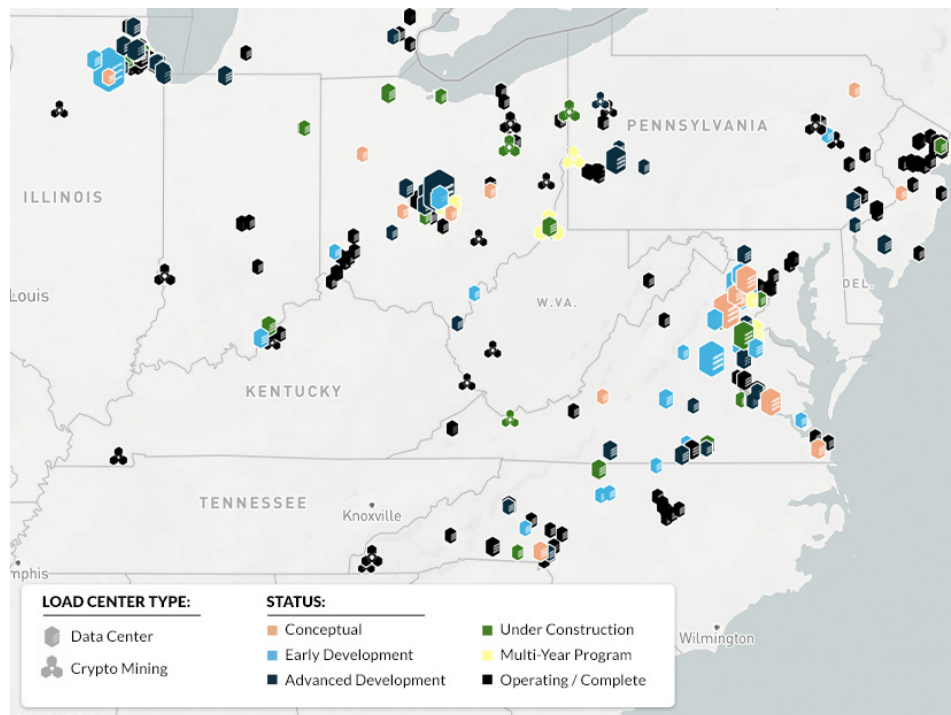 PENNSYLVANIA
ILLINOIS
Louis
W.VA.
DEL.
KENTUCKY
TENNESSEE
Knoxville
mphis
Wilmington
LOAD CENTER TYPE:
Data Center
Crypto Mining
STATUS:
Conceptual
Early Development
Advanced Development
Under Construction
Multi-Year Program
Operating / Complete